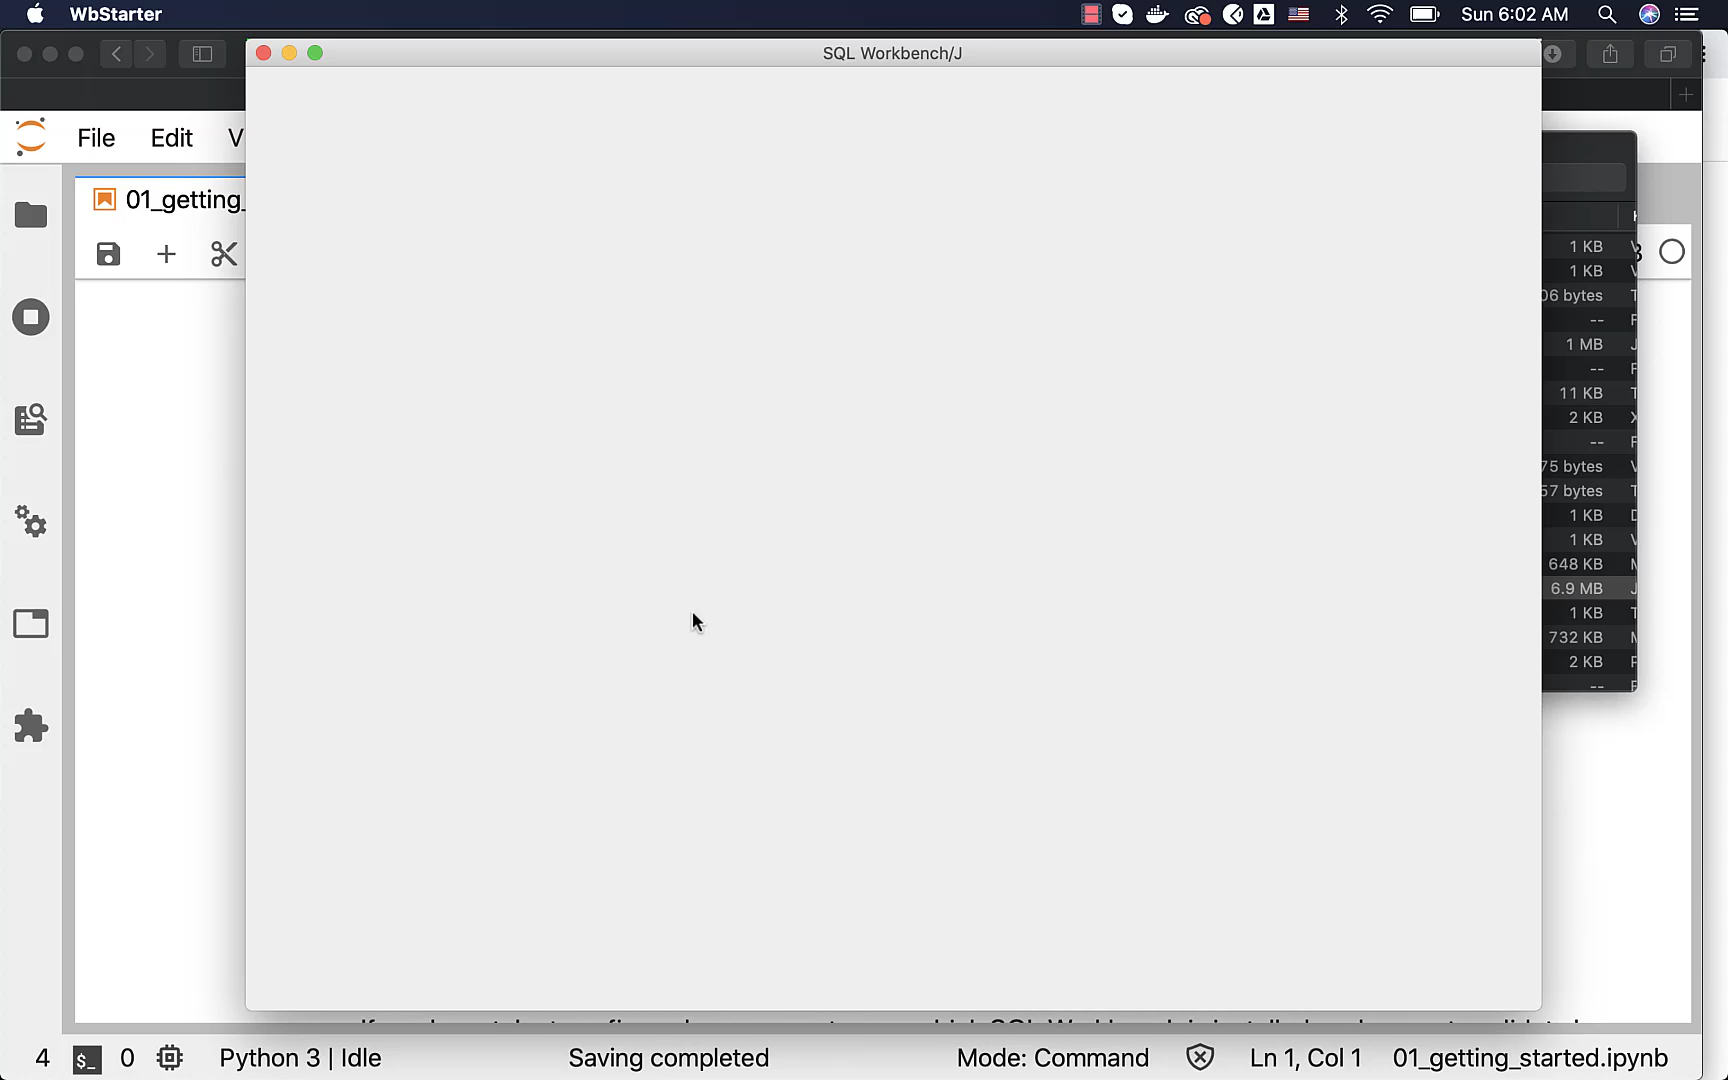 WbStarter
Sun 6:02 AM
SQL Workbench/J
File Edit V
01_getting_
1 KB
1 KB
06 bytes
--
1 MB
--
11 KB
2 KB
--
75 bytes
57 bytes
1 KB
1 KB
648 KB
6.9 MB
1 KB
732 KB
2 KB
--
4 $_ 0 Python 3 | Idle Saving completed Mode: Command Ln 1, Col 1 01_getting_started.ipynb